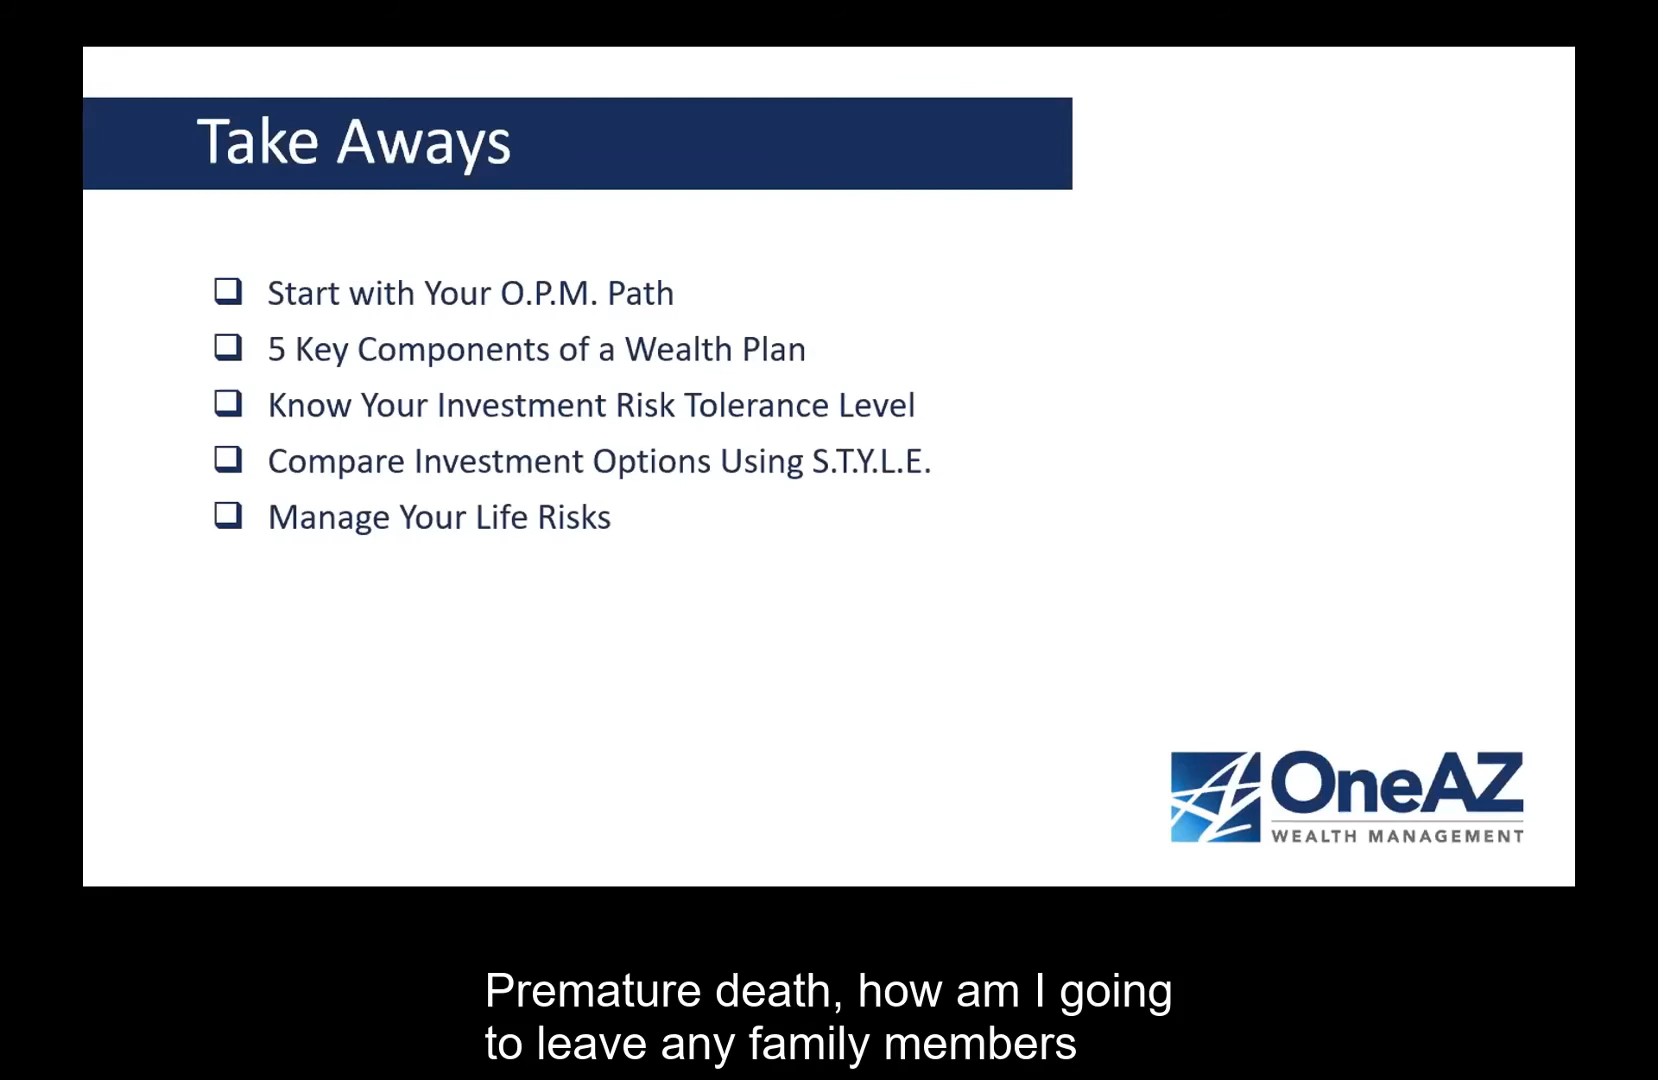 Take Aways
Start with Your O.P.M. Path
5 Key Components of a Wealth Plan
Know Your Investment Risk Tolerance Level
Compare Investment Options Using S.T.Y.L.E.
Manage Your Life Risks
OneAZ
WEALTH MANAGEMENT
Premature death, how am I going
to leave any family members